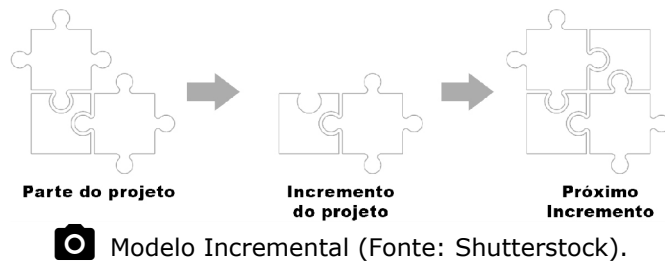 Parte do projeto
Incremento
do projeto
Próximo
Incremento
Modelo Incremental (Fonte: Shutterstock).